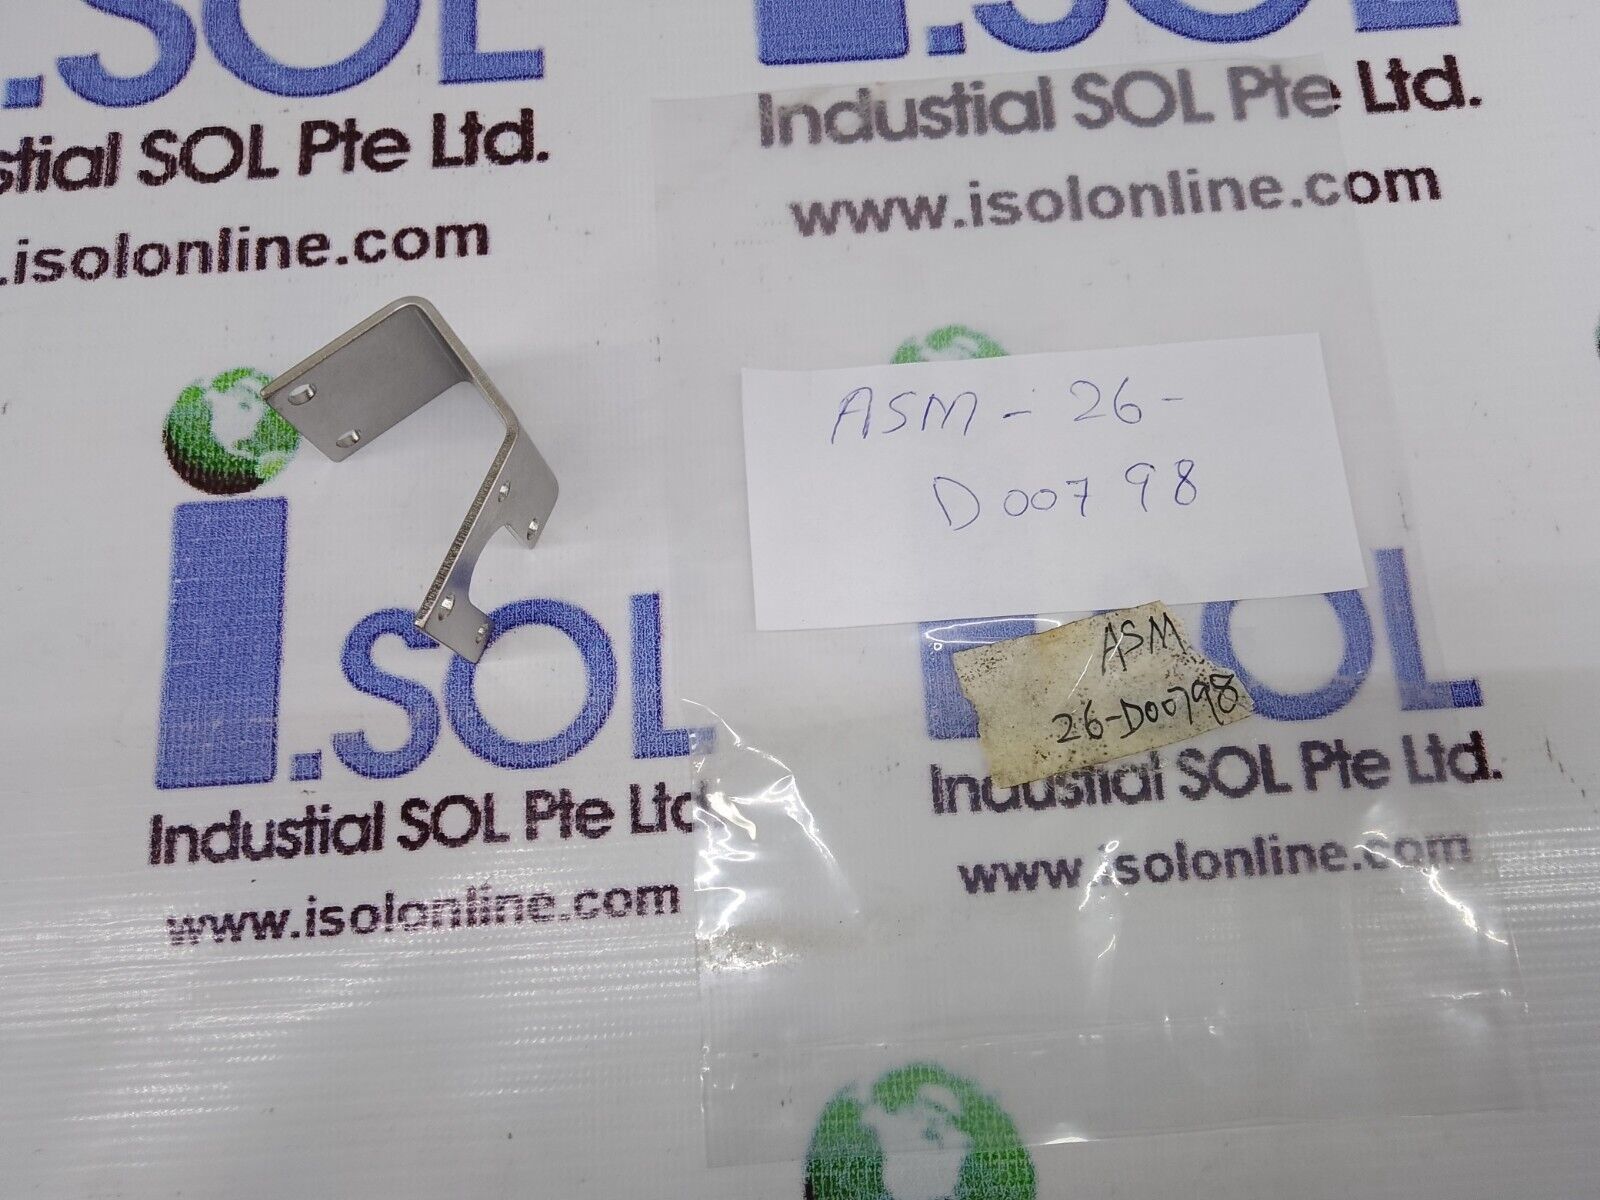 i.SOL
stial SOL Pte Ltd.
.isolonline.com
i.SOL
Industial SOL Pte Ltd.
www.isolonline.com
ASM - 26 -
D00798
ASM
26-D00798
i.SOL.
Industial SOL Pte Ltd
www.isolonline.com
SOL.
Industial SOL Pte Ltd.
www.isolonline.com